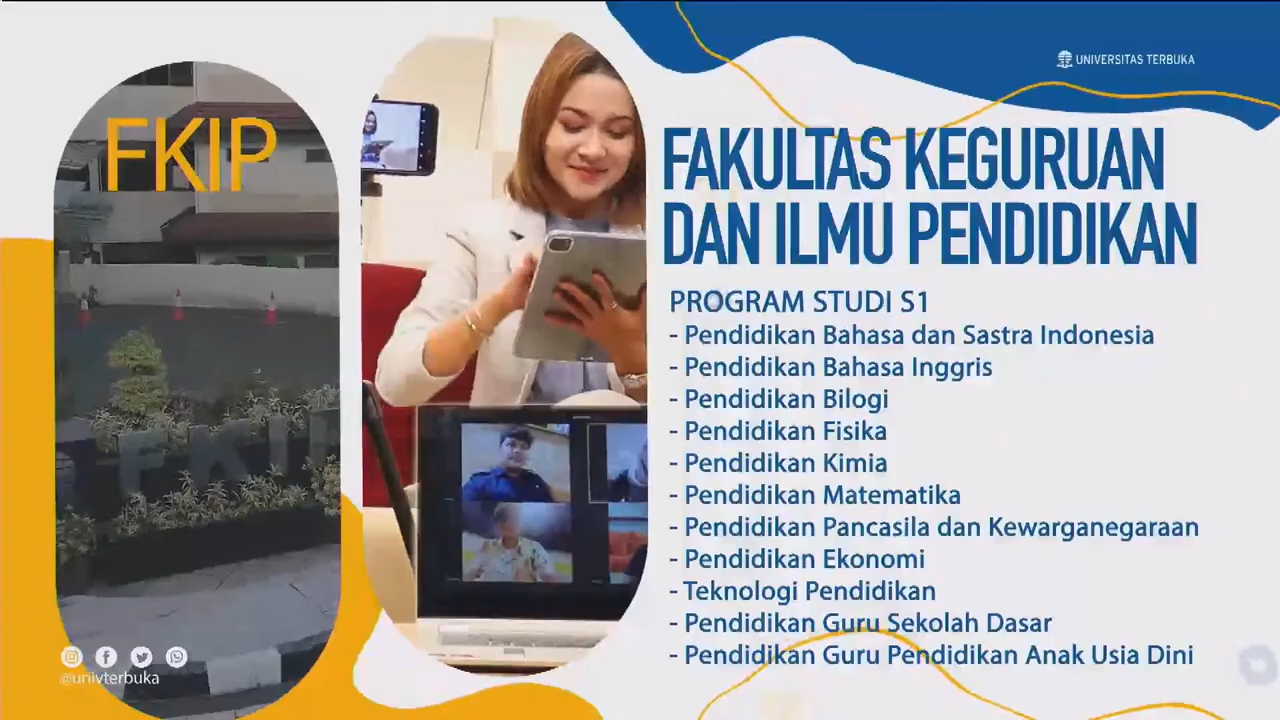 UNIVERSITAS TERBUKA
FKIP
FAKULTAS KEGURUAN
DAN ILMU PENDIDIKAN
PROGRAM STUDI S1
- Pendidikan Bahasa dan Sastra Indonesia
- Pendidikan Bahasa Inggris
- Pendidikan Bilogi
- Pendidikan Fisika
- Pendidikan Kimia
- Pendidikan Matematika
- Pendidikan Pancasila dan Kewarganegaraan
- Pendidikan Ekonomi
- Teknologi Pendidikan
- Pendidikan Guru Sekolah Dasar
- Pendidikan Guru Pendidikan Anak Usia Dini
FKIP
@univterbuka